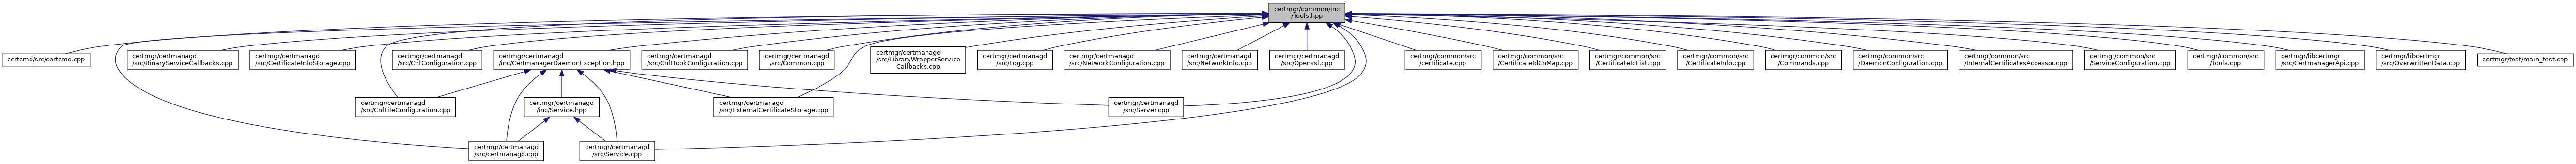 certmgr/common/inc
/Tools.hpp
certcmd/src/certcmd.cpp
certmgr/certmanagd
/src/BinaryServiceCallbacks.cpp
certmgr/certmanagd
/src/CertificateInfoStorage.cpp
certmgr/certmanagd
/src/CnfConfiguration.cpp
certmgr/certmanagd
/inc/CertmanagerDaemonException.hpp
certmgr/certmanagd
/src/CnfHookConfiguration.cpp
certmgr/certmanagd
/src/Common.cpp
certmgr/certmanagd
/src/LibraryWrapperService
Callbacks.cpp
certmgr/certmanagd
/src/Log.cpp
certmgr/certmanagd
/src/NetworkConfiguration.cpp
certmgr/certmanagd
/src/NetworkInfo.cpp
certmgr/certmanagd
/src/Openssl.cpp
certmgr/common/src
/certificate.cpp
certmgr/common/src
/CertificateIdCnMap.cpp
certmgr/common/src
/CertificateIdList.cpp
certmgr/common/src
/CertificateInfo.cpp
certmgr/common/src
/Commands.cpp
certmgr/common/src
/DaemonConfiguration.cpp
certmgr/common/src
/InternalCertificatesAccessor.cpp
certmgr/common/src
/ServiceConfiguration.cpp
certmgr/common/src
/Tools.cpp
certmgr/libcertmgr
/src/CertmanagerApi.cpp
certmgr/libcertmgr
/src/OverwrittenData.cpp
certmgr/test/main_test.cpp
certmgr/certmanagd
/src/CnfFileConfiguration.cpp
certmgr/certmanagd
/inc/Service.hpp
certmgr/certmanagd
/src/ExternalCertificateStorage.cpp
certmgr/certmanagd
/src/Server.cpp
certmgr/certmanagd
/src/certmanagd.cpp
certmgr/certmanagd
/src/Service.cpp